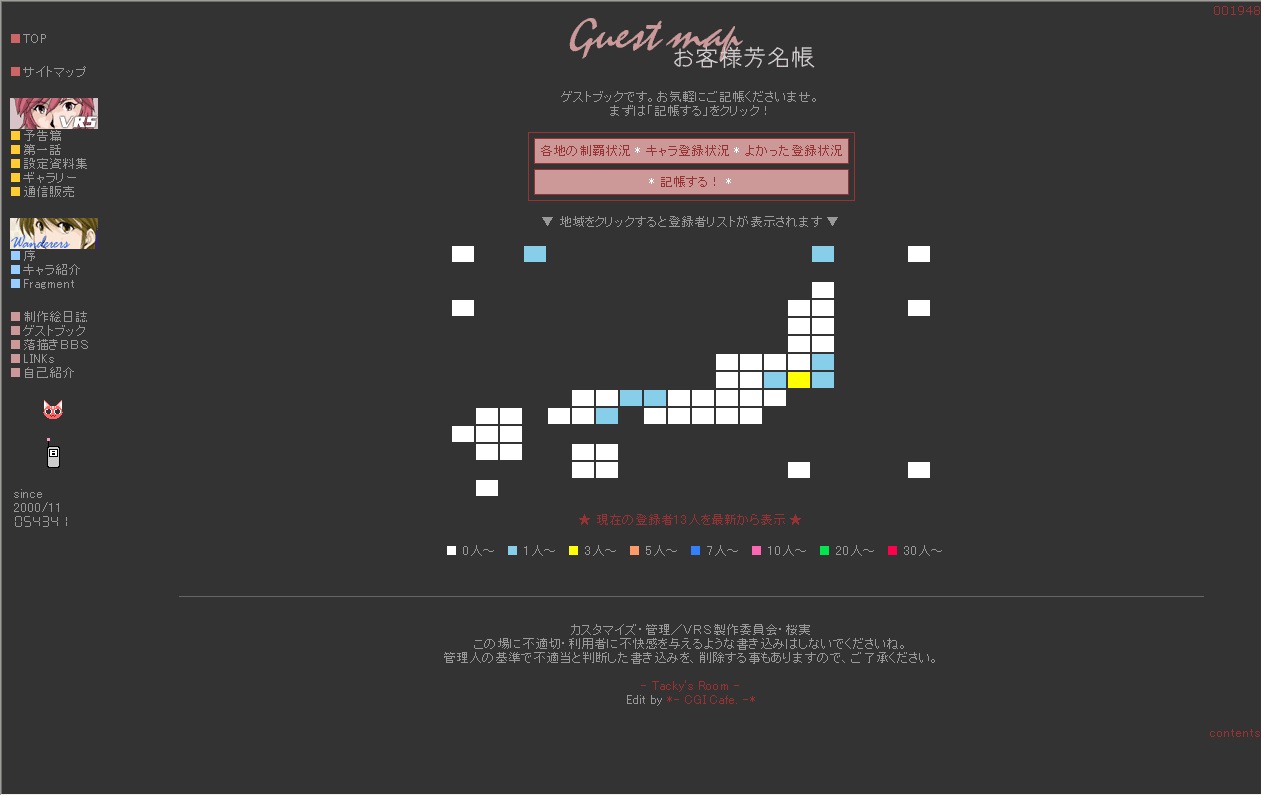 001948
TOP
サイトマップ
VRS
予告篇
第一話
設定資料集
ギャラリー
通信販売
Wanderers
序
キャラ紹介
Fragment
制作絵日誌
ゲストブック
落描きBBS
LINKs
自己紹介
since
2000/11
054341
Guest map
お客様芳名帳
ゲストブックです。お気軽にご記帳くださいませ。
まずは「記帳する」をクリック！
各地の制覇状況 * キャラ登録状況 * よかった登録状況
* 記帳する！ *
▼ 地域をクリックすると登録者リストが表示されます ▼
★ 現在の登録者13人を最新から表示 ★
0人～ 1人～ 3人～ 5人～ 7人～ 10人～ 20人～ 30人～
カスタマイズ・管理／VRS製作委員会・桜実
この場に不適切・利用者に不快感を与えるような書き込みはしないでくださいね。
管理人の基準で不適当と判断した書き込みを、削除する事もありますので、ご了承ください。
- Tacky's Room -
Edit by *- CGI Cafe. -*
contents